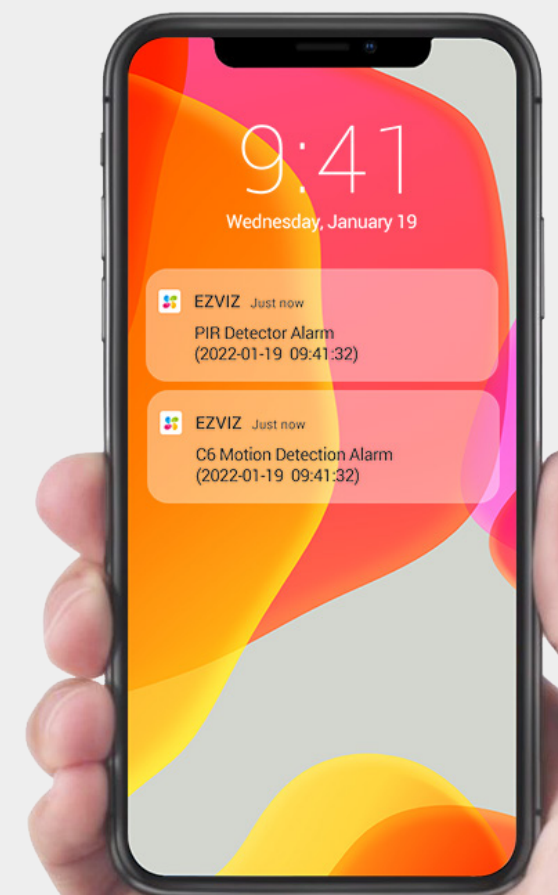 9:41
Wednesday, January 19
EZVIZ Just now
PIR Detector Alarm
(2022-01-19 09:41:32)
EZVIZ Just now
C6 Motion Detection Alarm
(2022-01-19 09:41:32)